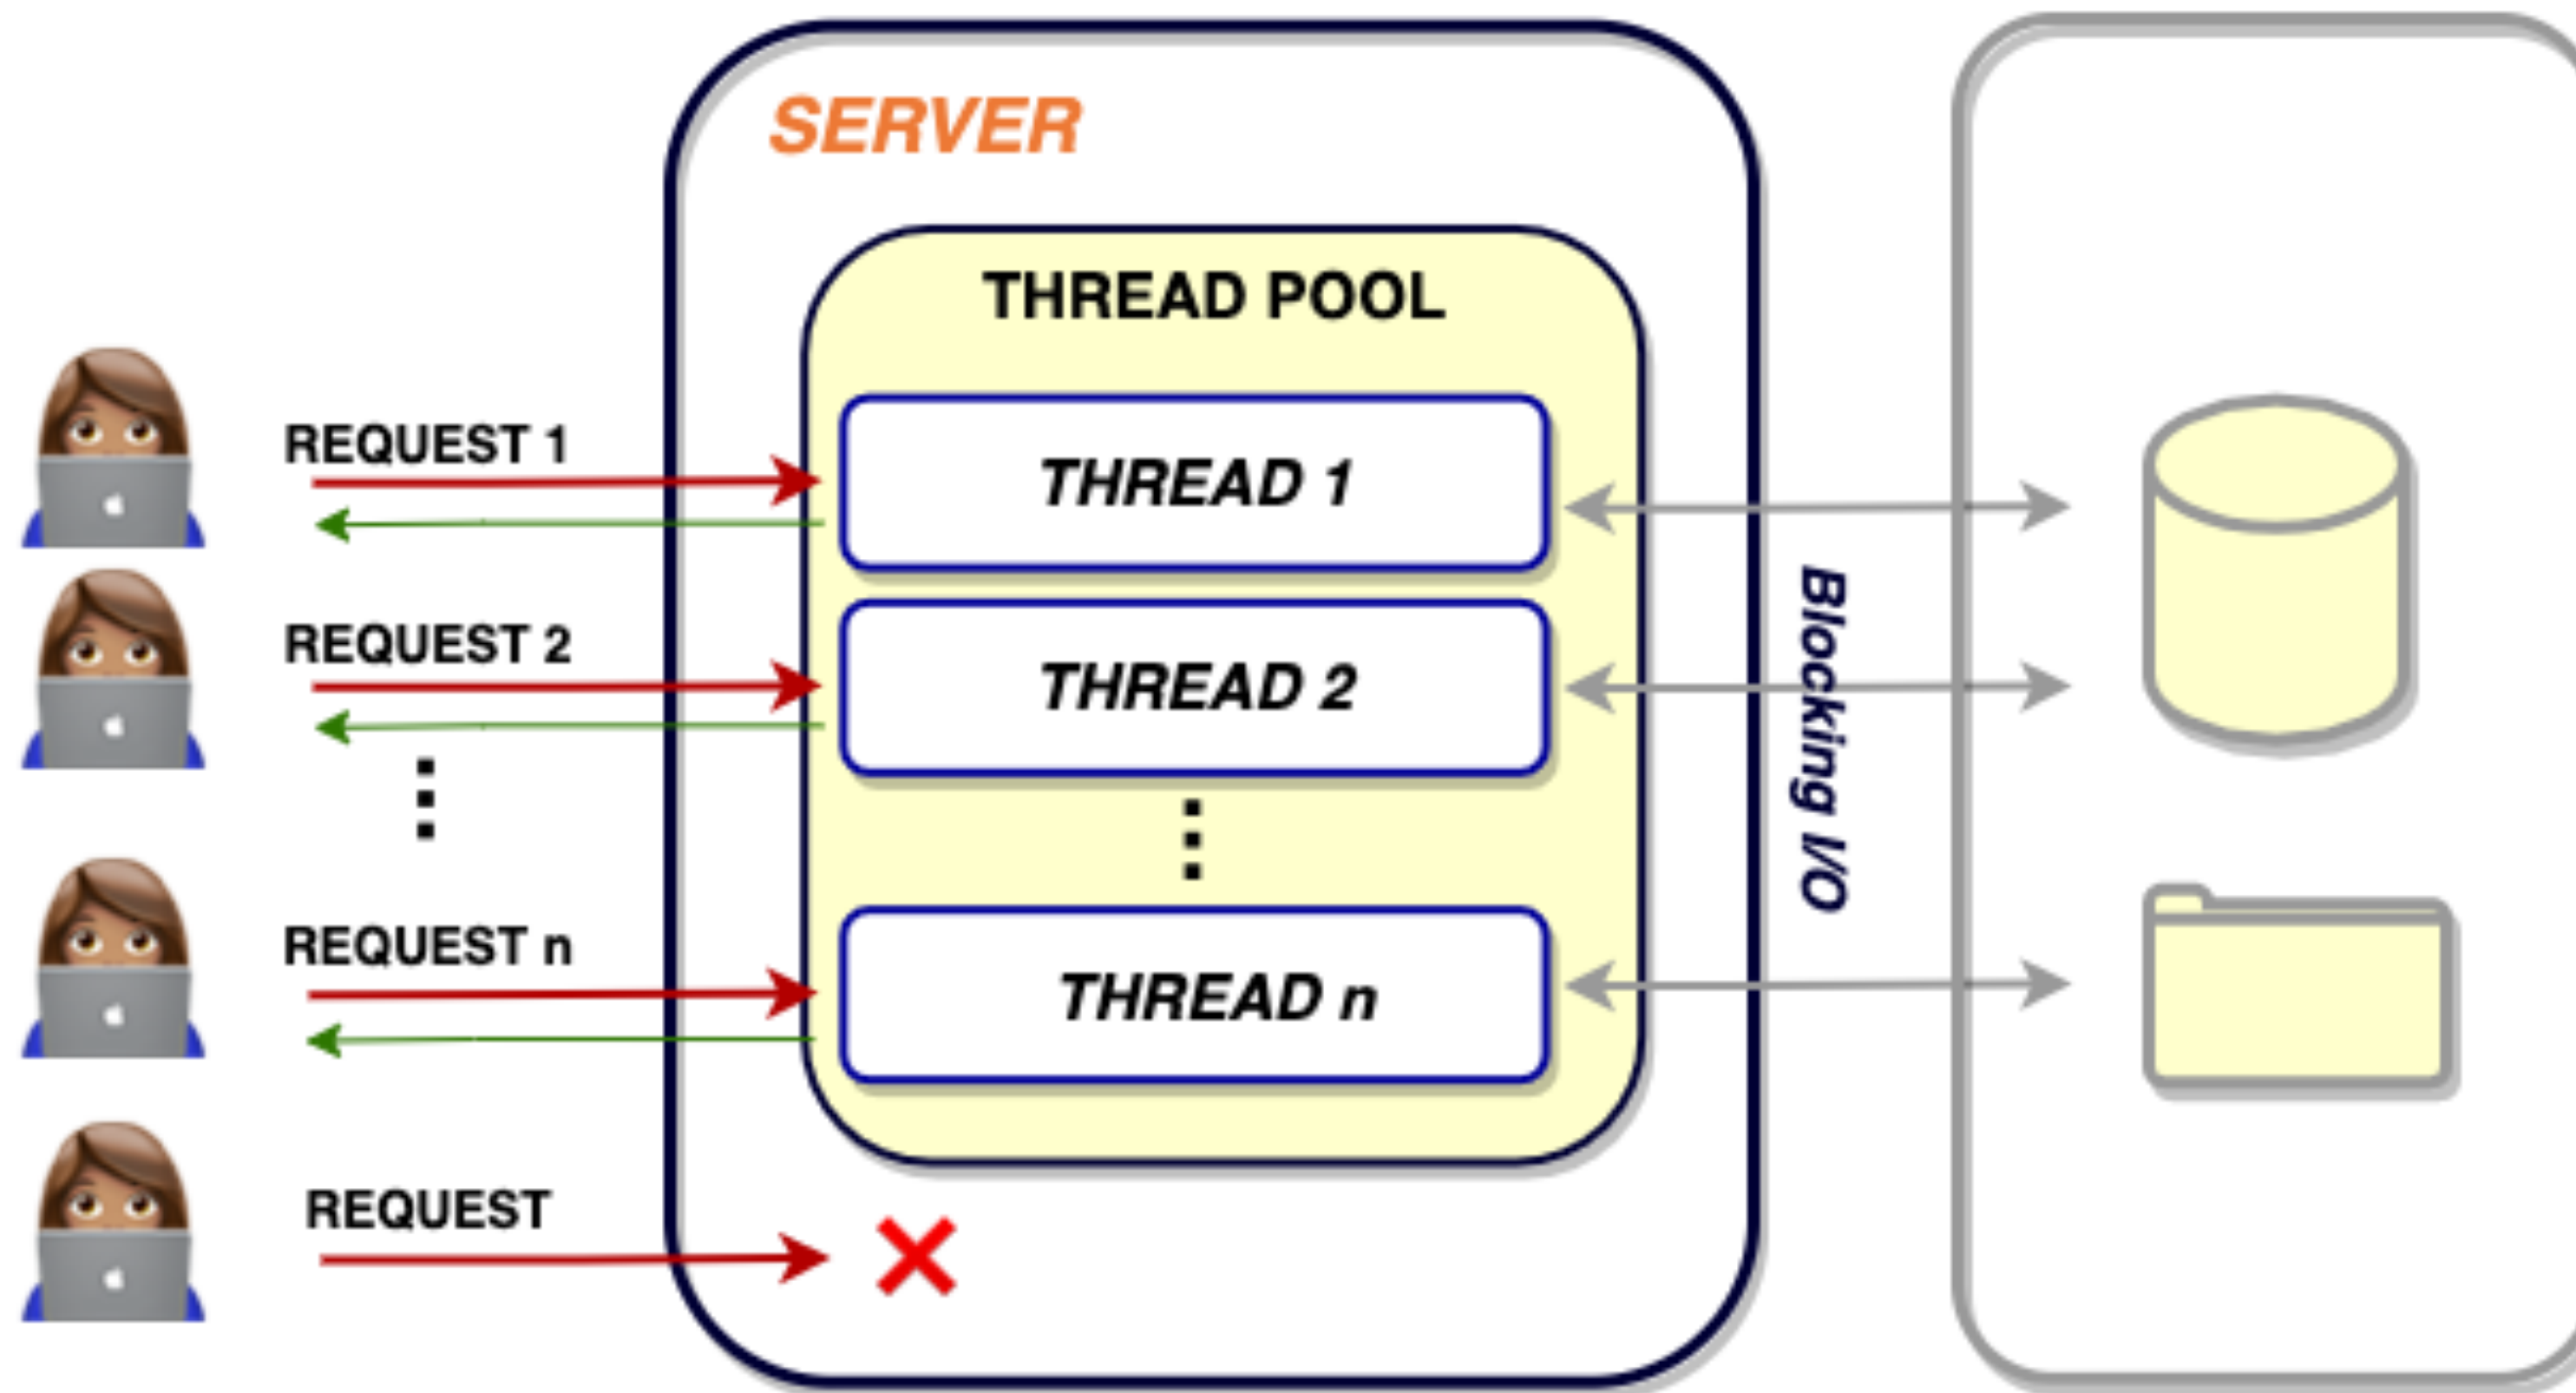 SERVER
THREAD POOL
REQUEST 1
THREAD 1
REQUEST 2
THREAD 2
Blocking I/O
REQUEST n
THREAD n
REQUEST